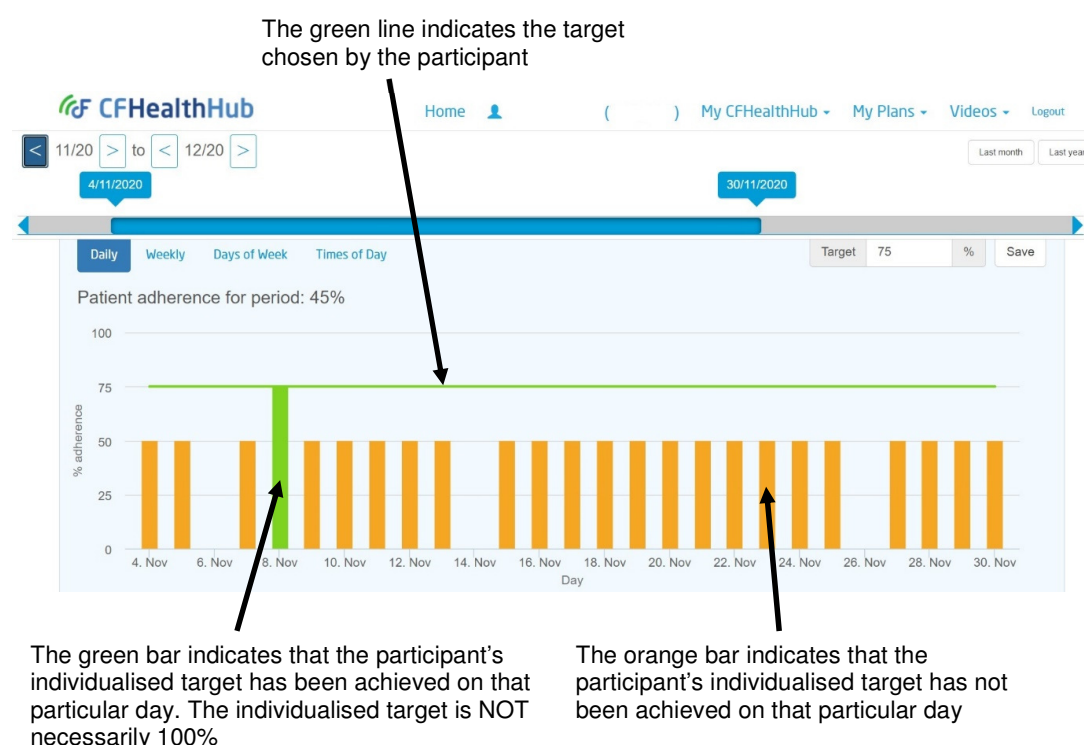 The green line indicates the target
chosen by the participant
CFHealthHub
Home ( ) My CFHealthHub My Plans Videos Logout
< 11/20 > to < 12/20 > Last month Last year
4/11/2020 30/11/2020
Daily Weekly Days of Week Times of Day Target 75 % Save
Patient adherence for period: 45%
100
75
50
25
0
% adherence
4. Nov 6. Nov 8. Nov 10. Nov 12. Nov 14. Nov 16. Nov 18. Nov 20. Nov 22. Nov 24. Nov 26. Nov 28. Nov 30. Nov
Day
The green bar indicates that the participant’s
individualised target has been achieved on that
particular day. The individualised target is NOT
necessarily 100%
The orange bar indicates that the
participant’s individualised target has not
been achieved on that particular day